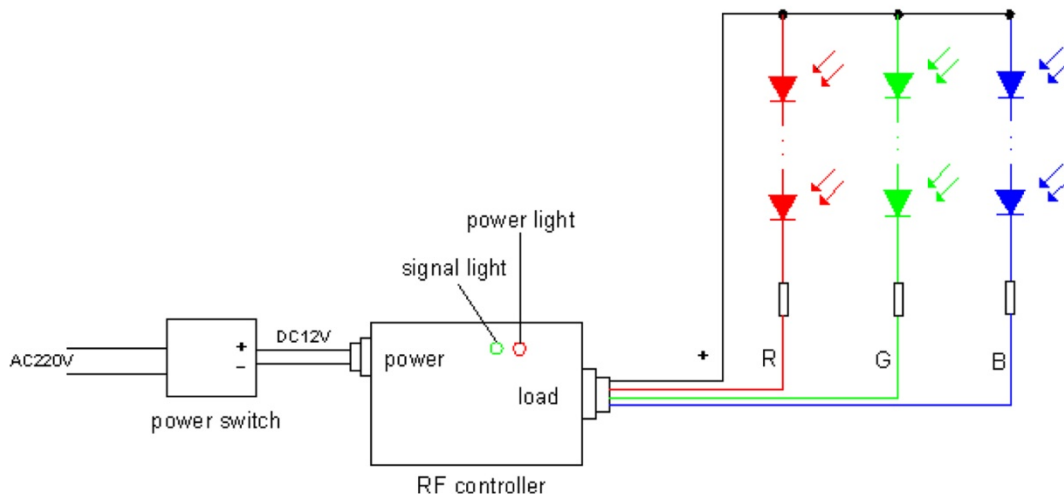 power light
signal light
DC12V
AC220V
+
−
power
+
R
G
B
load
power switch
RF controller